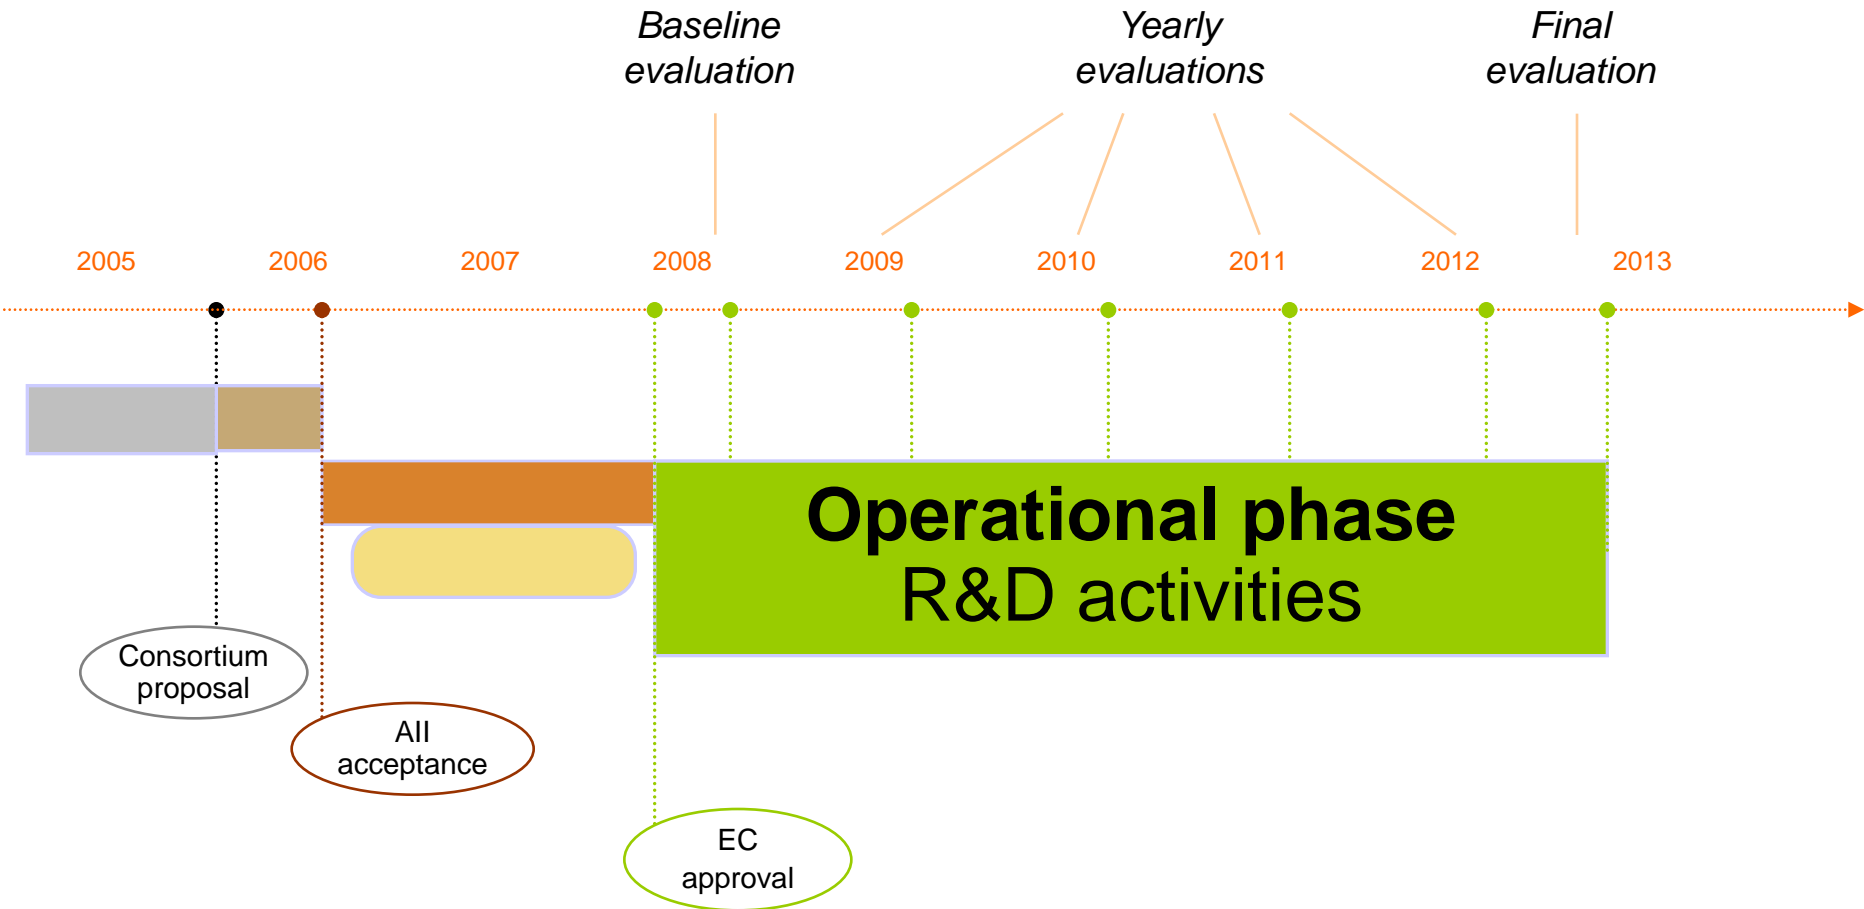 Baseline
evaluation
Yearly
evaluations
Final
evaluation
2005 2006 2007 2008 2009 2010 2011 2012 2013
Operational phase
R&D activities
Consortium
proposal
AII
acceptance
EC
approval